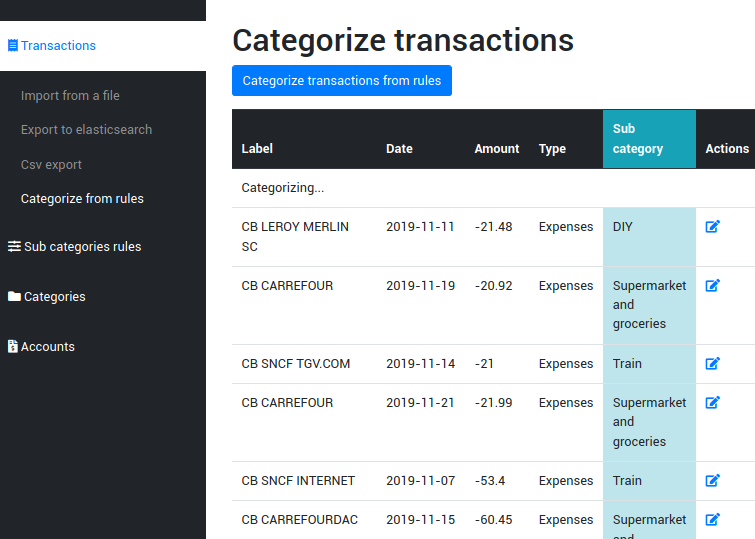 Transactions
Import from a file
Export to elasticsearch
Csv export
Categorize from rules
Sub categories rules
Categories
Accounts
Categorize transactions
Categorize transactions from rules
Label Date Amount Type Sub category Actions
Categorizing...
CB LEROY MERLIN SC 2019-11-11 -21.48 Expenses DIY
CB CARREFOUR 2019-11-19 -20.92 Expenses Supermarket and groceries
CB SNCF TGV.COM 2019-11-14 -21 Expenses Train
CB CARREFOUR 2019-11-21 -21.99 Expenses Supermarket and groceries
CB SNCF INTERNET 2019-11-07 -53.4 Expenses Train
CB CARREFOURDAC 2019-11-15 -60.45 Expenses Supermarket and